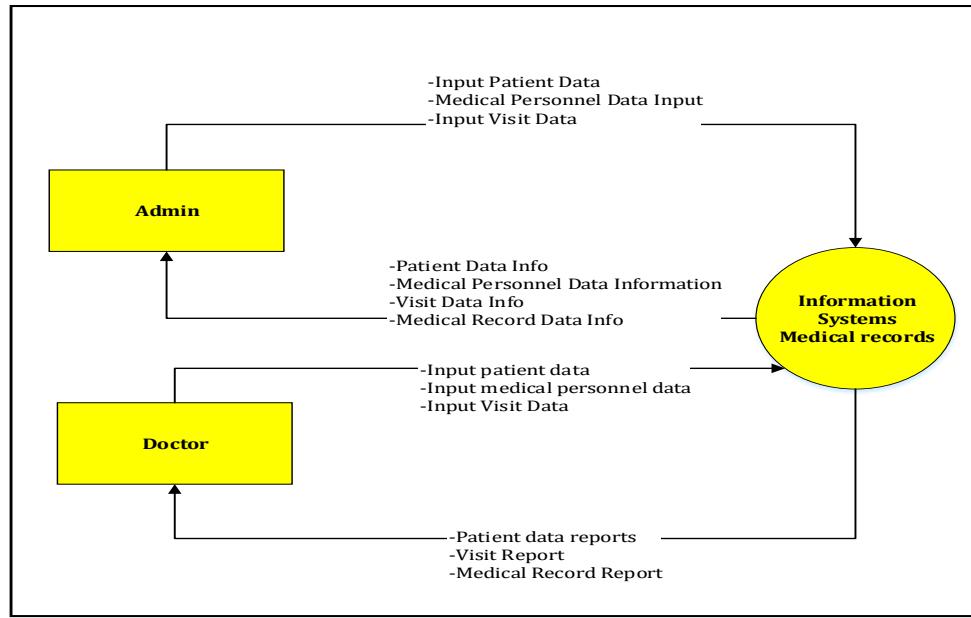 -Input Patient Data
-Medical Personnel Data Input
-Input Visit Data
Admin
-Patient Data Info
-Medical Personnel Data Information
-Visit Data Info
-Medical Record Data Info
Information
Systems
Medical records
-Input patient data
-Input medical personnel data
-Input Visit Data
Doctor
-Patient data reports
-Visit Report
-Medical Record Report